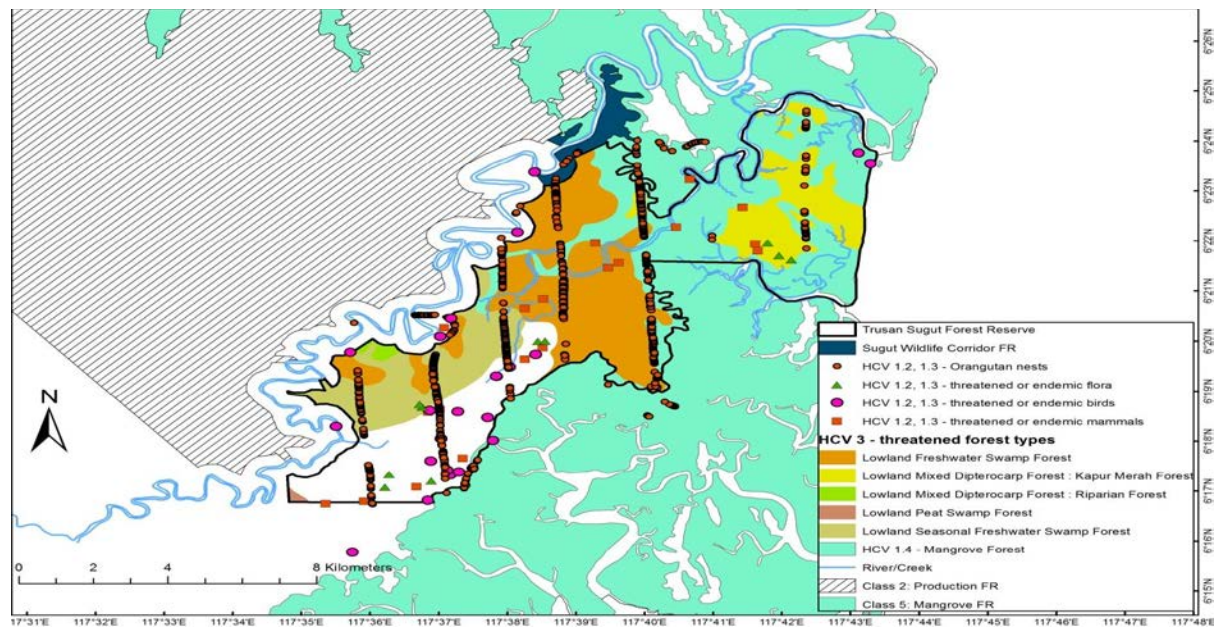 6°26'N
6°25'N
6°24'N
6°23'N
6°22'N
6°21'N
6°20'N
6°19'N
6°18'N
6°17'N
6°16'N
6°15'N
N
0 2 4 8 Kilometers
Trusan Sugut Forest Reserve
Sugut Wildlife Corridor FR
HCV 1.2, 1.3 - Orangutan nests
HCV 1.2, 1.3 - threatened or endemic flora
HCV 1.2, 1.3 - threatened or endemic birds
HCV 1.2, 1.3 - threatened or endemic mammals
HCV 3 - threatened forest types
Lowland Freshwater Swamp Forest
Lowland Mixed Dipterocarp Forest : Kapur Merah Forest
Lowland Mixed Dipterocarp Forest : Riparian Forest
Lowland Peat Swamp Forest
Lowland Seasonal Freshwater Swamp Forest
HCV 1.4 - Mangrove Forest
River/Creek
Class 2: Production FR
Class 5: Mangrove FR
117°31'E 117°33'E 117°34'E 117°35'E 117°36'E 117°37'E 117°38'E 117°40'E 117°41'E 117°42'E 117°43'E 117°44'E 117°45'E 117°47'E 117°48'E